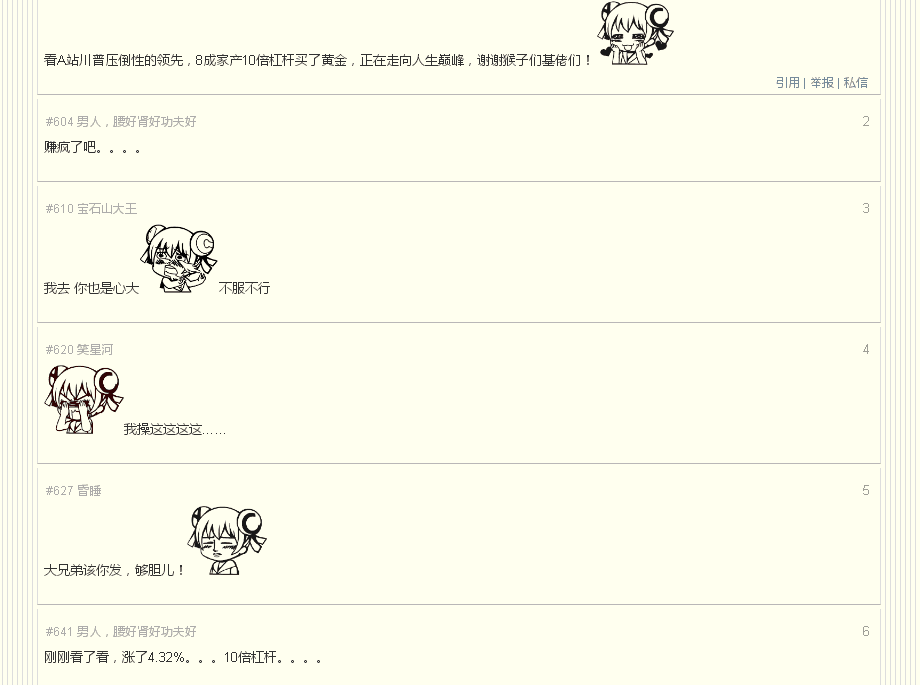 看A站川普压倒性的领先，8成家产10倍杠杆买了黄金，正在走向人生巅峰，谢谢猴子们基佬们！
引用 | 举报 | 私信
#604 男人，腰好肾好功夫好 2
赚疯了吧。。。。
#610 宝石山大王 3
我去 你也是心大 不服不行
#620 笑星河 4
我操这这这这……
#627 昏睡 5
大兄弟该你发，够胆儿！
#641 男人，腰好肾好功夫好 6
刚刚看了看，涨了4.32%。。。10倍杠杆。。。。